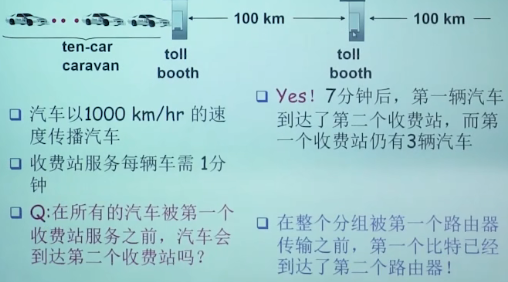 100 km
100 km
ten-car
caravan
toll
booth
toll
booth
汽车以1000 km/hr 的速
度传播汽车
收费站服务每辆车需 1分
钟
Q:在所有的汽车被第一个
收费站服务之前，汽车会
到达第二个收费站吗？
Yes! 7分钟后，第一辆汽车
到达了第二个收费站，而第
一个收费站仍有3辆汽车
在整个分组被第一个路由器
传输之前，第一个比特已经
到达了第二个路由器！